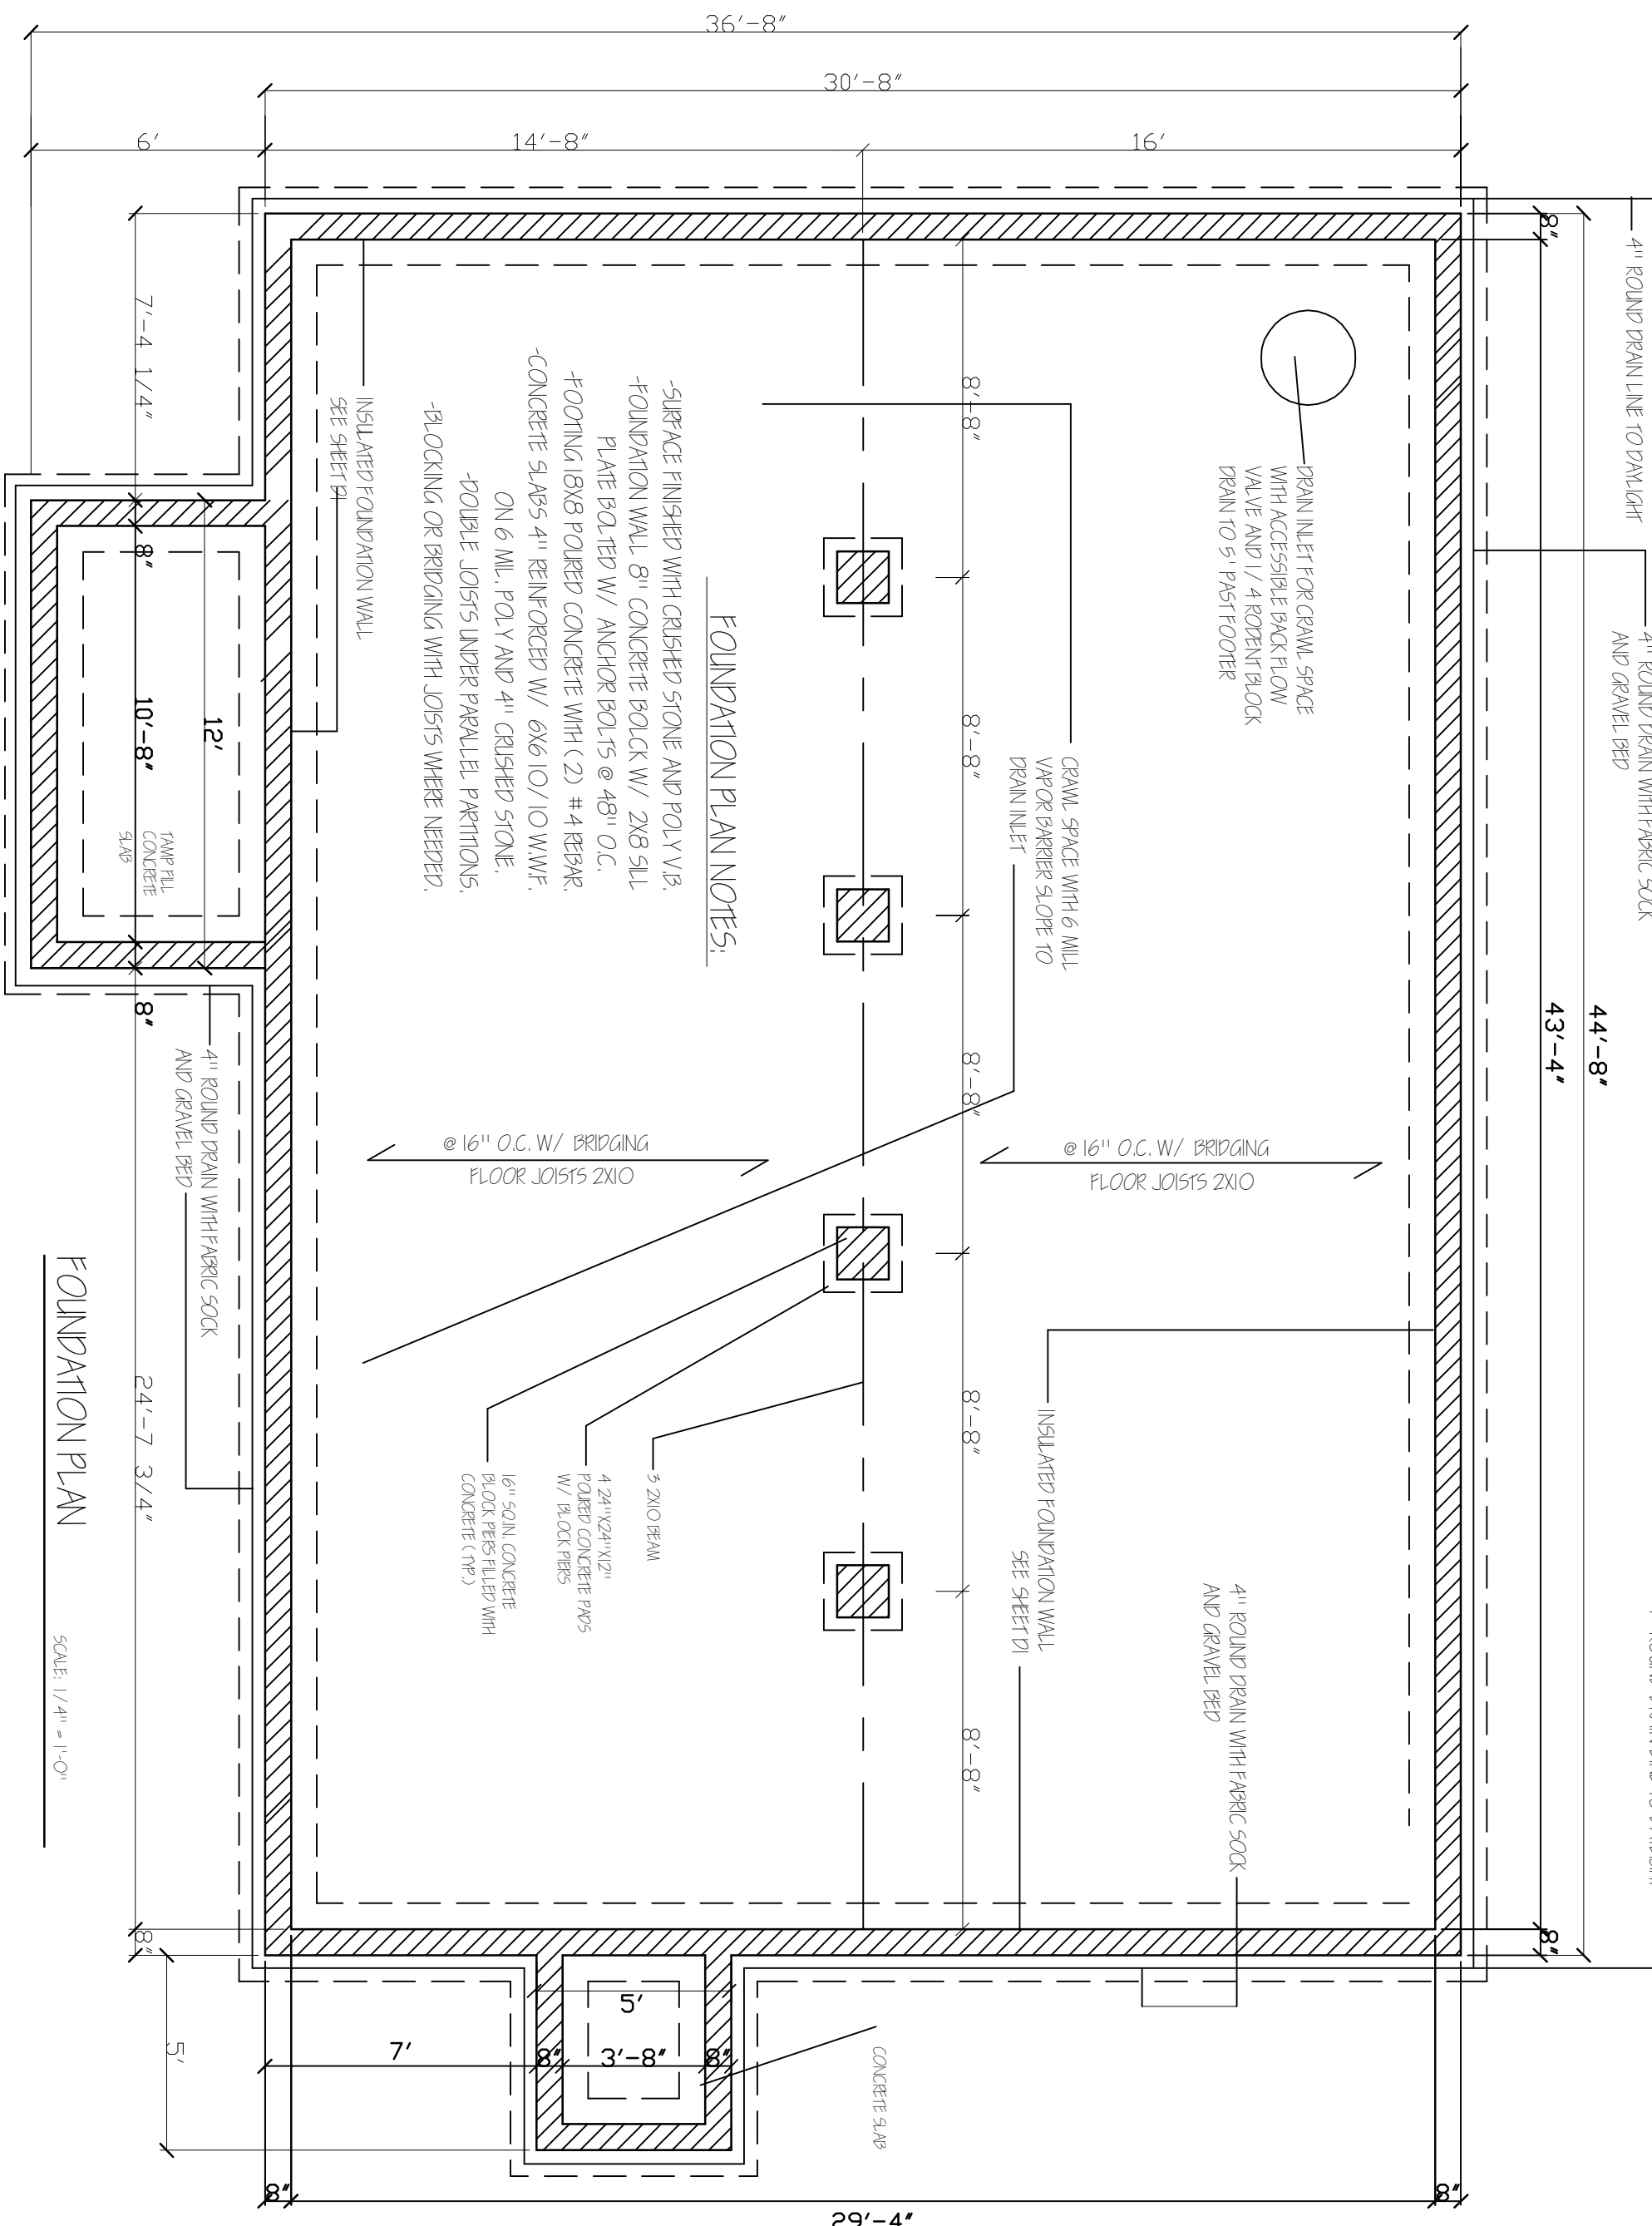 36'-8"
30'-8"
6'
14'-8"
16'
8"
43'-4"
44'-8"
8"
4" ROUND DRAIN LINE TO DAYLIGHT
4" ROUND DRAIN WITH FABRIC SOCK
AND GRAVEL BED
DRAIN INLET FOR CRAWL SPACE
WITH ACCESSIBLE BACK FLOW
VALVE AND 1/4 RODENT BLOCK
DRAIN TO 5' PAST FOOTER
8'-8"
8'-8"
8'-8"
8'-8"
8'-8"
CRAWL SPACE WITH 6 MILL
VAPOR BARRIER SLOPE TO
DRAIN INLET
FOUNDATION PLAN NOTES:
-SURFACE FINISHED WITH CRUSHED STONE AND POLY V.B.
-FOUNDATION WALL 8" CONCRETE BOLCK W/ 2X8 SILL
PLATE BOLTED W/ ANCHOR BOLTS @ 48" O.C.
-FOOTING 18X8 POURED CONCRETE WITH (2) #4 REBAR.
-CONCRETE SLABS 4" REINFORCED W/ 6X6 10/10 W.W.F.
ON 6 MIL. POLY AND 4" CRUSHED STONE.
-DOUBLE JOISTS UNDER PARALLEL PARTITIONS.
-BLOCKING OR BRIDGING WITH JOISTS WHERE NEEDED.
INSULATED FOUNDATION WALL
SEE SHEET D1
7'-4 1/4"
8"
10'-8"
12'
8"
24'-7 3/4"
8"
TAMP FILL
CONCRETE
SLAB
4" ROUND DRAIN WITH FABRIC SOCK
AND GRAVEL BED
@ 16" O.C. W/ BRIDGING
FLOOR JOISTS 2X10
@ 16" O.C. W/ BRIDGING
FLOOR JOISTS 2X10
3 2X10 BEAM
4 24"X24"X12"
POURED CONCRETE PADS
W/ BLOCK PIERS
16" SQ.IN. CONCRETE
BLOCK PIERS FILLED WITH
CONCRETE (TYP.)
INSULATED FOUNDATION WALL
SEE SHEET D1
4" ROUND DRAIN WITH FABRIC SOCK
AND GRAVEL BED
FOUNDATION PLAN
SCALE: 1/4" = 1'-0"
5'
5'
7'
8"
3'-8"
8"
CONCRETE SLAB
8"
29'-4"
8"